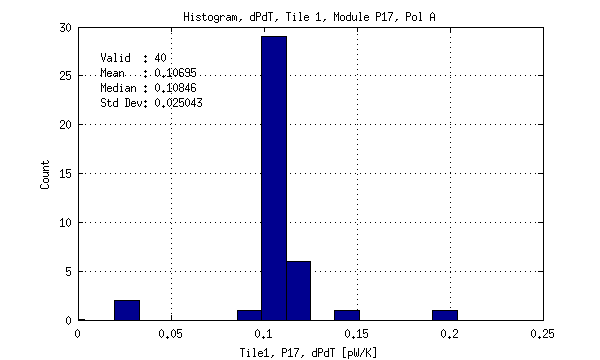 Histogram, dPdT, Tile 1, Module P17, Pol A
30
Valid : 40
25
Mean : 0.10695
Median : 0.10846
Std Dev: 0.025043
20
Count
15
10
5
0
0 0.05 0.1 0.15 0.2 0.25
Tile1, P17, dPdT [pW/K]